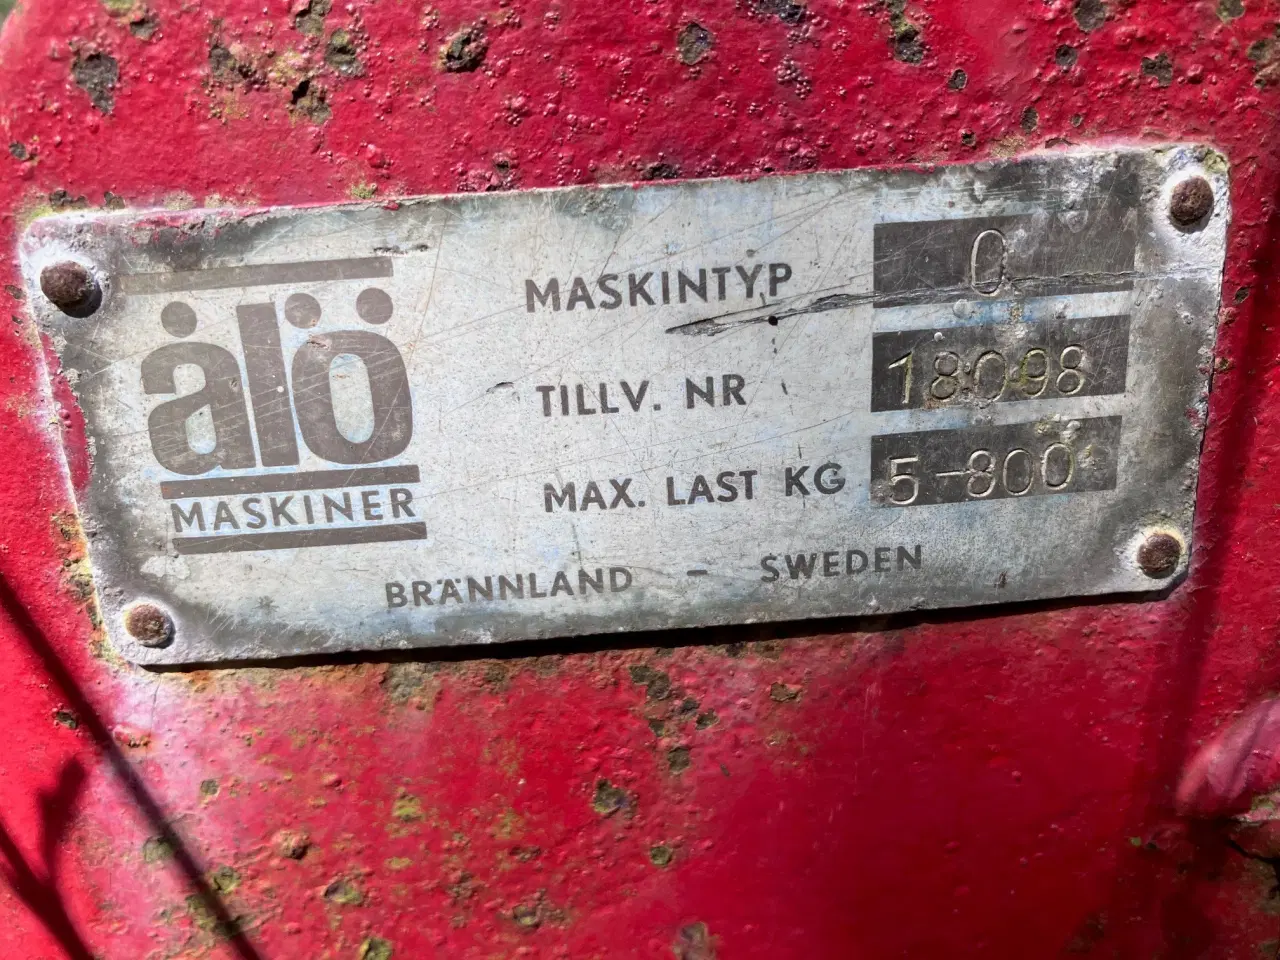 ålö
MASKINER
MASKINTYP 0
TILLV. NR 18098
MAX. LAST KG 5-800
BRÄNNLAND - SWEDEN